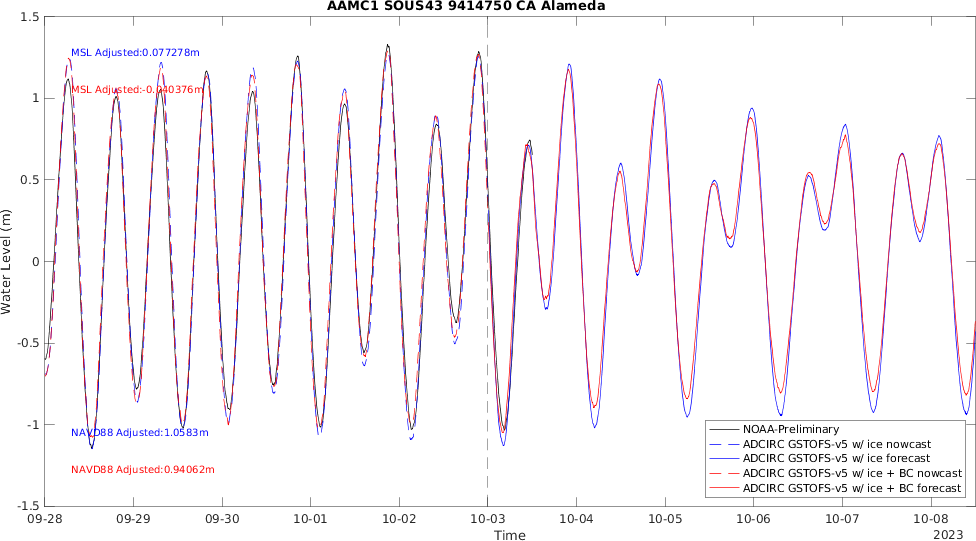 AAMC1 SOUS43 9414750 CA Alameda
1.5
MSL Adjusted:0.077278m
MSL Adjusted:-0.040376m
1
0.5
Water Level (m)
0
-0.5
-1
NAVD88 Adjusted:1.0583m
NAVD88 Adjusted:0.94062m
-1.5
NOAA-Preliminary
ADCIRC GSTOFS-v5 w/ ice nowcast
ADCIRC GSTOFS-v5 w/ ice forecast
ADCIRC GSTOFS-v5 w/ ice + BC nowcast
ADCIRC GSTOFS-v5 w/ ice + BC forecast
09-28 09-29 09-30 10-01 10-02 10-03 10-04 10-05 10-06 10-07 10-08
Time
2023